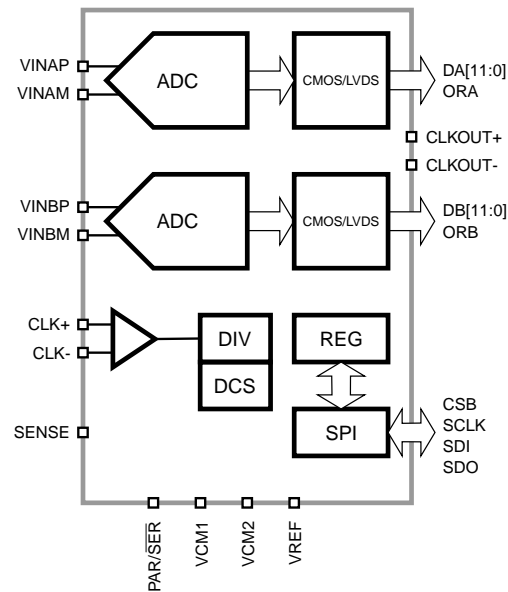 VINAP
VINAM
ADC
CMOS/LVDS
DA[11:0]
ORA
CLKOUT+
CLKOUT-
VINBP
VINBM
ADC
CMOS/LVDS
DB[11:0]
ORB
CLK+
CLK-
DIV
DCS
REG
SPI
SENSE
CSB
SCLK
SDI
SDO
PAR/S̅E̅R̅
VCM1
VCM2
VREF